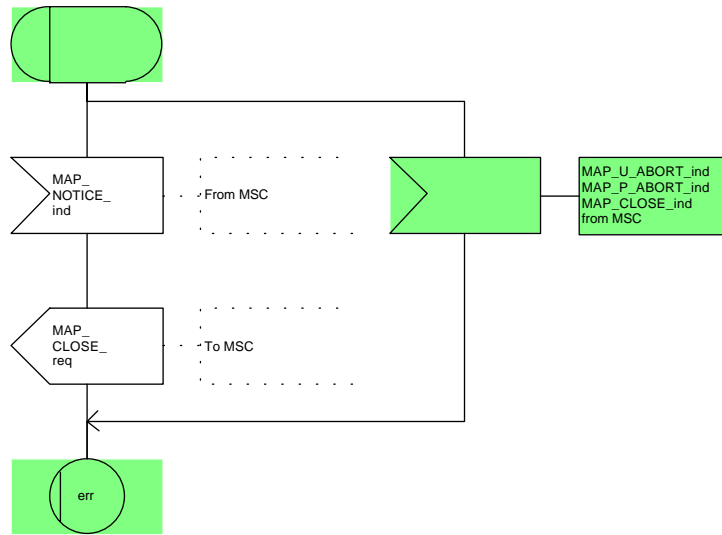 MAP_
NOTICE_
ind
From MSC
MAP_U_ABORT_ind
MAP_P_ABORT_ind
MAP_CLOSE_ind
from MSC
MAP_
CLOSE_
req
To MSC
err